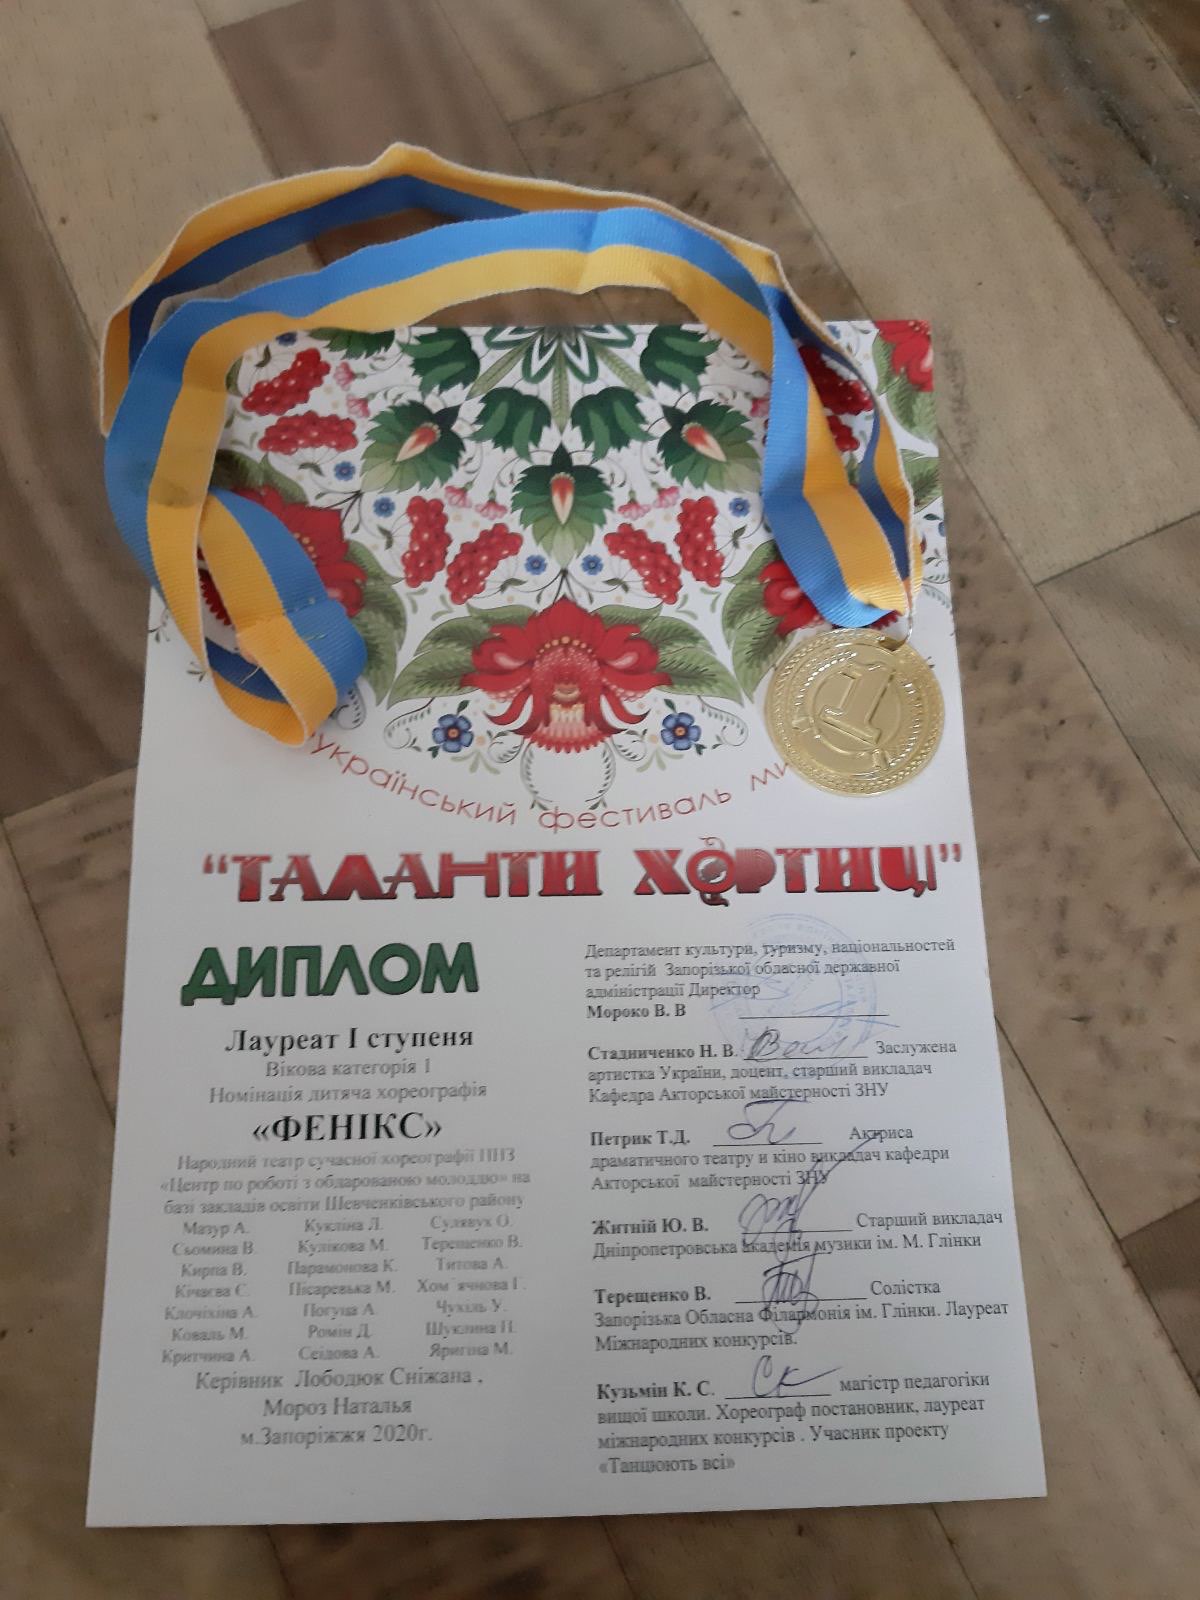 1
український фестиваль ми
“ТАЛАНТИ ХОРТИЦІ”
ДИПЛОМ
Лауреат І ступеня
Вікова категорія 1
Номінація дитяча хореографія
«ФЕНІКС»
Народний театр сучасної хореографії ПНЗ
«Центр по роботі з обдарованою молоддю» на
базі закладів освіти Шевченківського району
Мазур А. Кукліна Л. Сулявух О.
Сьомина В. Кулікова М. Терещенко В.
Кирпа В. Парамонова К. Титова А.
Кічаєва Є. Пісаревька М. Хом`ячнова Г.
Клочіхіна А. Погуца А. Чухіль У.
Коваль М. Ромін Д. Шуклина П.
Критчина А. Сеідова А. Яригіна М.
Керівник Лободюк Сніжана .
Мороз Наталья
м.Запоріжжя 2020г.
Департамент культури, туризму, національностей
та релігій Запорізької обласної державної
адміністрації Директор
Мороко В. В
Стадниченко Н. В. Заслужена
артистка України, доцент, старший викладач
Кафедра Акторської майстерності ЗНУ
Петрик Т.Д. Актриса
драматичного театру и кіно викладач кафедри
Акторської майстерності ЗНУ
Житній Ю. В. Старший викладач
Дніпропетровська академія музики ім. М. Глінки
Терещенко В. Солістка
Запорізька Обласна Філармонія ім. Глінки. Лауреат
Міжнародних конкурсів.
Кузьмін К. С. магістр педагогіки
вищої школи. Хореограф постановник, лауреат
міжнародних конкурсів . Учасник проекту
«Танцюють всі»